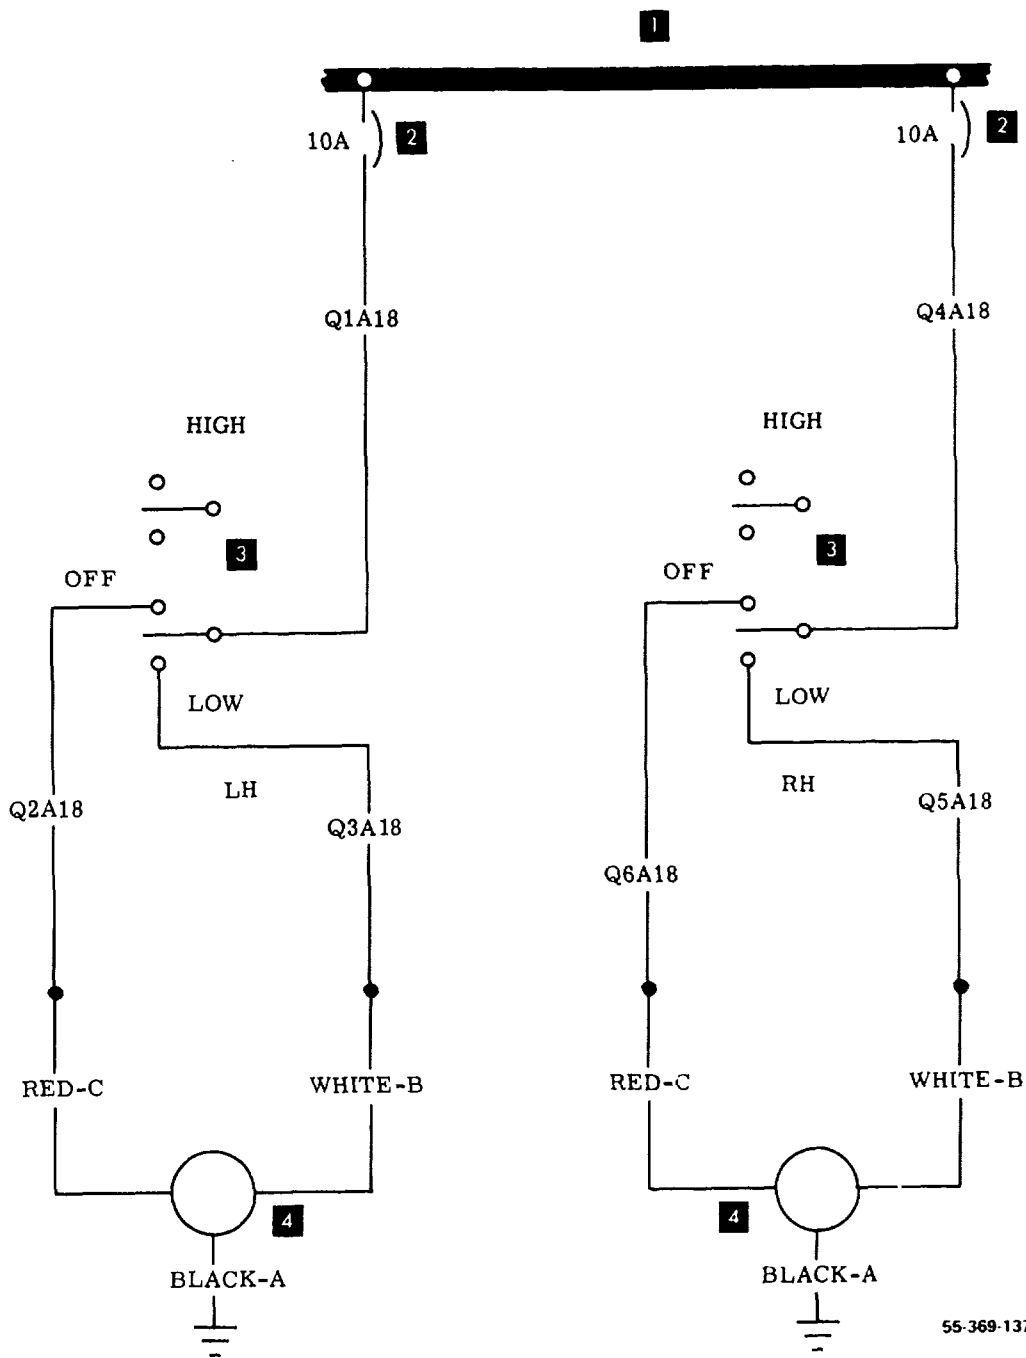 1
10A 2
10A 2
Q1A18
Q4A18
HIGH
HIGH
3
3
OFF
OFF
LOW
LOW
LH
RH
Q2A18
Q3A18
Q5A18
Q6A18
RED-C
WHITE-B
RED-C
WHITE-B
4
4
BLACK-A
BLACK-A
55-369-137